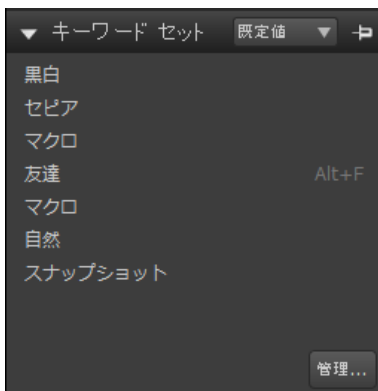 キーワード セット 既定値
黒白
セピア
マクロ
友達 Alt+F
マクロ
自然
スナップショット
管理...